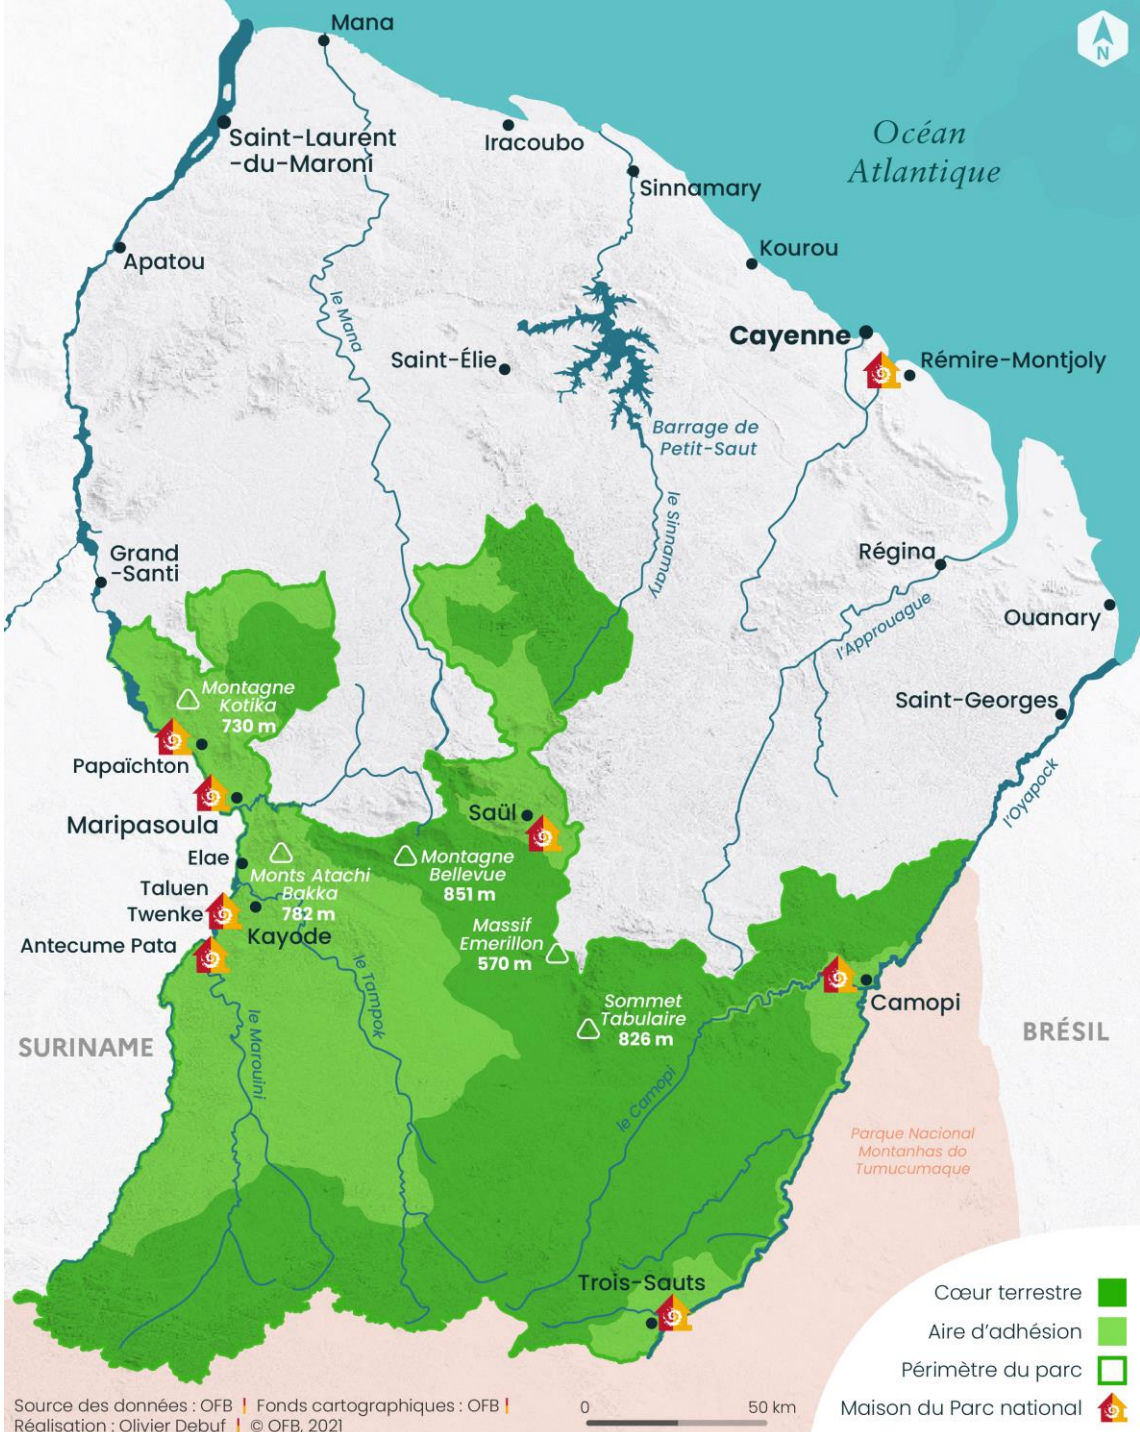 Mana
N
Saint-Laurent
-du-Maroni
Iracoubo
Océan
Atlantique
Sinnamary
Apatou
Kourou
le Mana
Cayenne
Saint-Élie
Rémire-Montjoly
Barrage de
Petit-Saut
le Sinnamary
Grand
-Santi
Régina
l'Approuague
Ouanary
Montagne
Kotika
730 m
Saint-Georges
Papaïchton
l'Oyapock
Maripasoula
Saül
Elae
Monts Atachi
Bakka
782 m
Montagne
Bellevue
851 m
Taluen
Twenke
Kayode
Antecume Pata
Massif
Emerillon
570 m
le Tampok
Sommet
Tabulaire
826 m
Camopi
le Marouini
SURINAME
BRÉSIL
le Camopi
Parque Nacional
Montanhas do
Tumucumaque
Trois-Sauts
Cœur terrestre
Aire d'adhésion
Périmètre du parc
Maison du Parc national
0 50 km
Source des données : OFB | Fonds cartographiques : OFB |
Réalisation : Olivier Debuf | © OFB, 2021